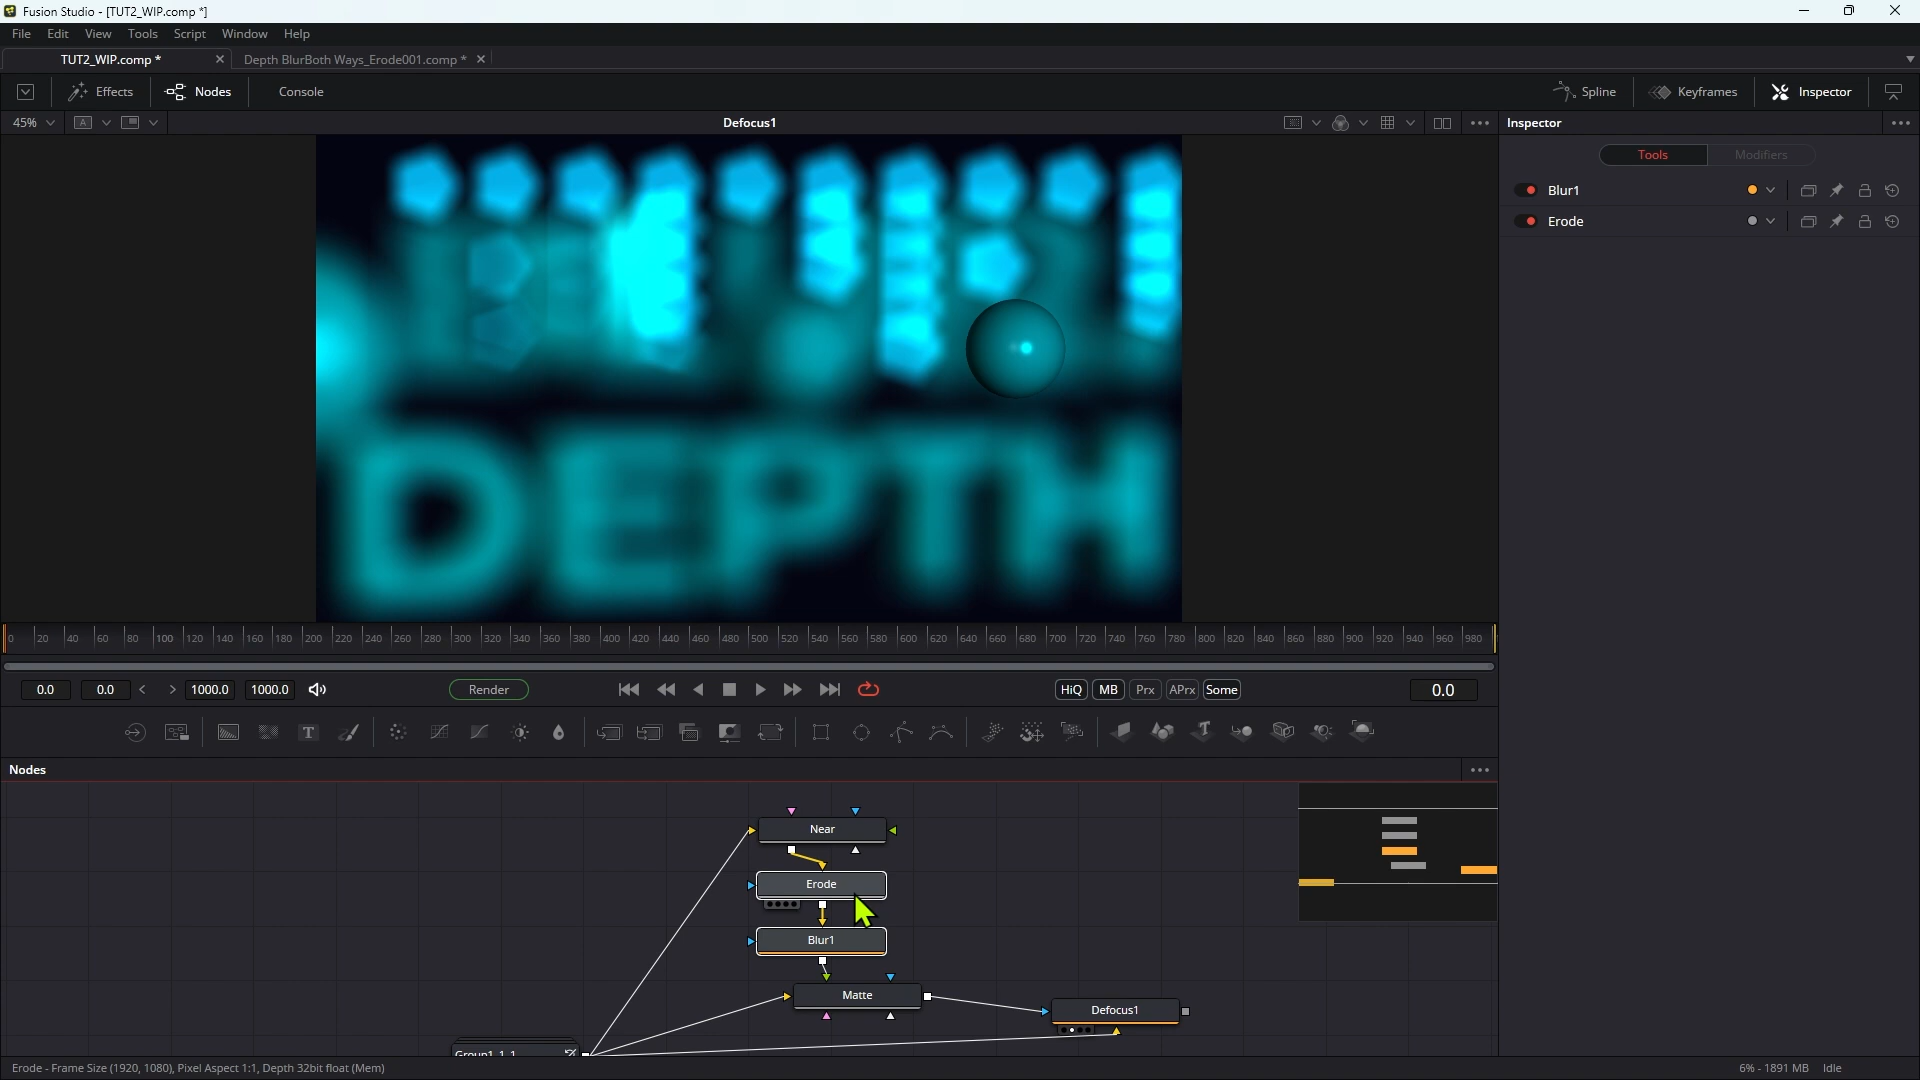 Fusion Studio - [TUT2_WIP.comp *]
File Edit View Tools Script Window Help
TUT2_WIP.comp * Depth BlurBoth Ways_Erode001.comp *
Effects Nodes Console Spline Keyframes Inspector
45% A Defocus1 Inspector
Tools Modifiers
Blur1
Erode
DEPTH
0 20 40 60 80 100 120 140 160 180 200 220 240 260 280 300 320 340 360 380 400 420 440 460 480 500 520 540 560 580 600 620 640 660 680 700 720 740 760 780 800 820 840 860 880 900 920 940 960 980
0.0 0.0 < > 1000.0 1000.0 Render HiQ MB Prx APrx Some 0.0
T T
Nodes
Near
Erode
Blur1
Matte
Defocus1
Group1_1_1
Erode - Frame Size (1920, 1080), Pixel Aspect 1:1, Depth 32bit float (Mem) 6% - 1891 MB Idle